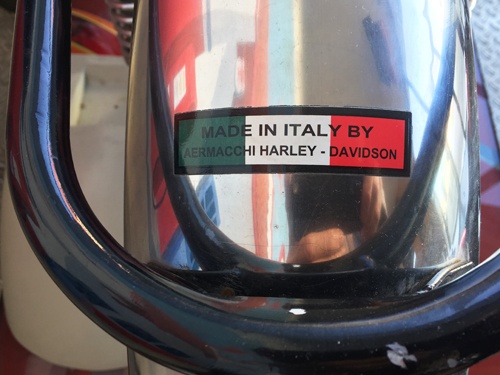 MADE IN ITALY BY
AERMACCHI HARLEY - DAVIDSON